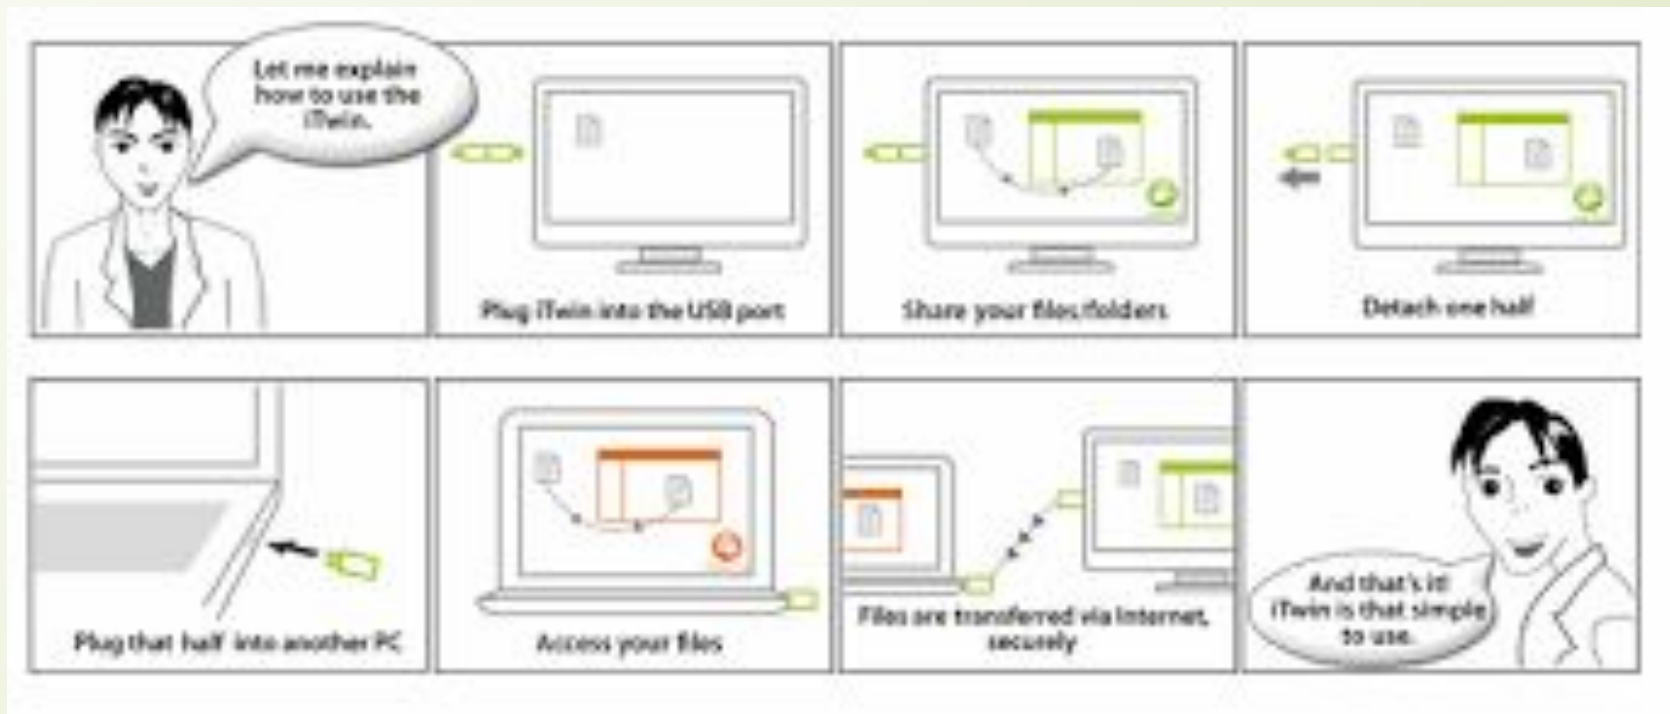 Let me explain
how to use the
iTwin.
Plug iTwin into the USB port
Share your files/folders
Detach one half
Plug that half into another PC
Access your files
Files are transferred via Internet,
securely
And that's it!
iTwin is that simple
to use.